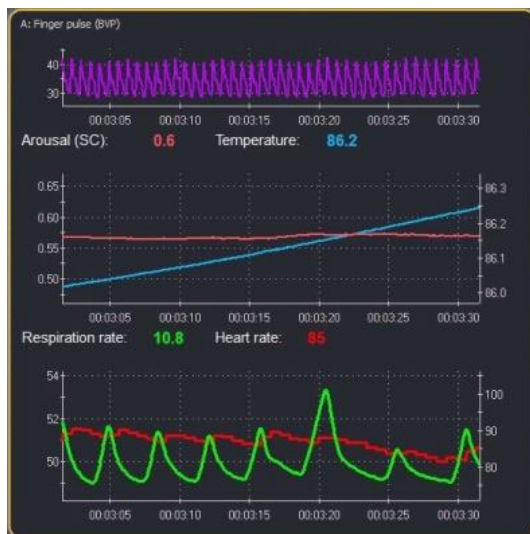 A: Finger pulse (BVP)
40
30
00:03:05 00:03:10 00:03:15 00:03:20 00:03:25 00:03:30
Arousal (SC): 0.6 Temperature: 86.2
0.65 86.3
0.60 86.2
0.55 86.1
0.50 86.0
00:03:05 00:03:10 00:03:15 00:03:20 00:03:25 00:03:30
Respiration rate: 10.8 Heart rate: 85
54 100
52 90
50 80
00:03:05 00:03:10 00:03:15 00:03:20 00:03:25 00:03:30